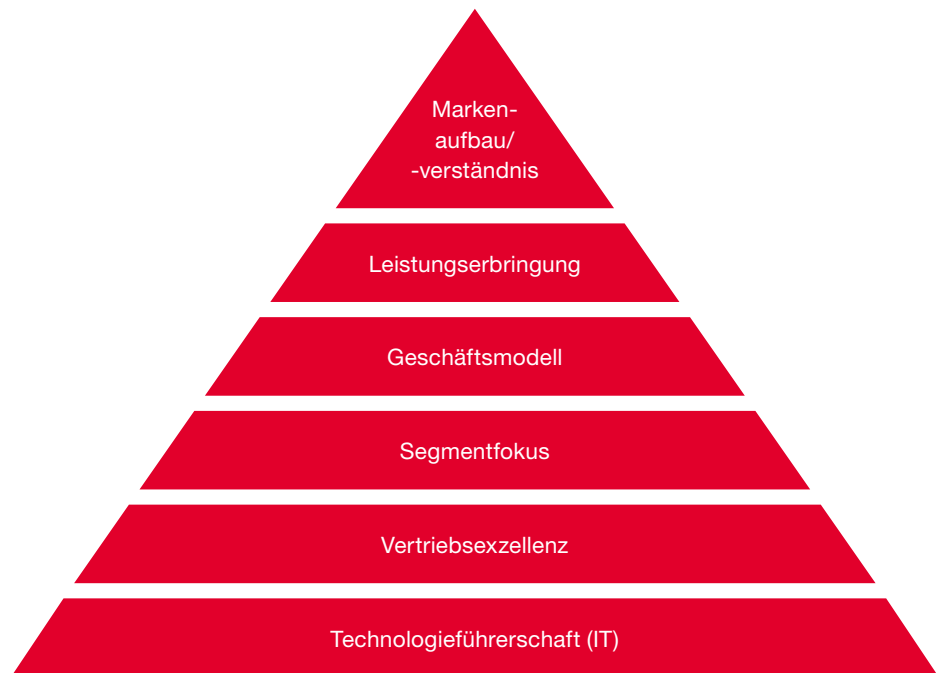 Marken-
aufbau/
-verständnis
Leistungserbringung
Geschäftsmodell
Segmentfokus
Vertriebsexzellenz
Technologieführerschaft (IT)